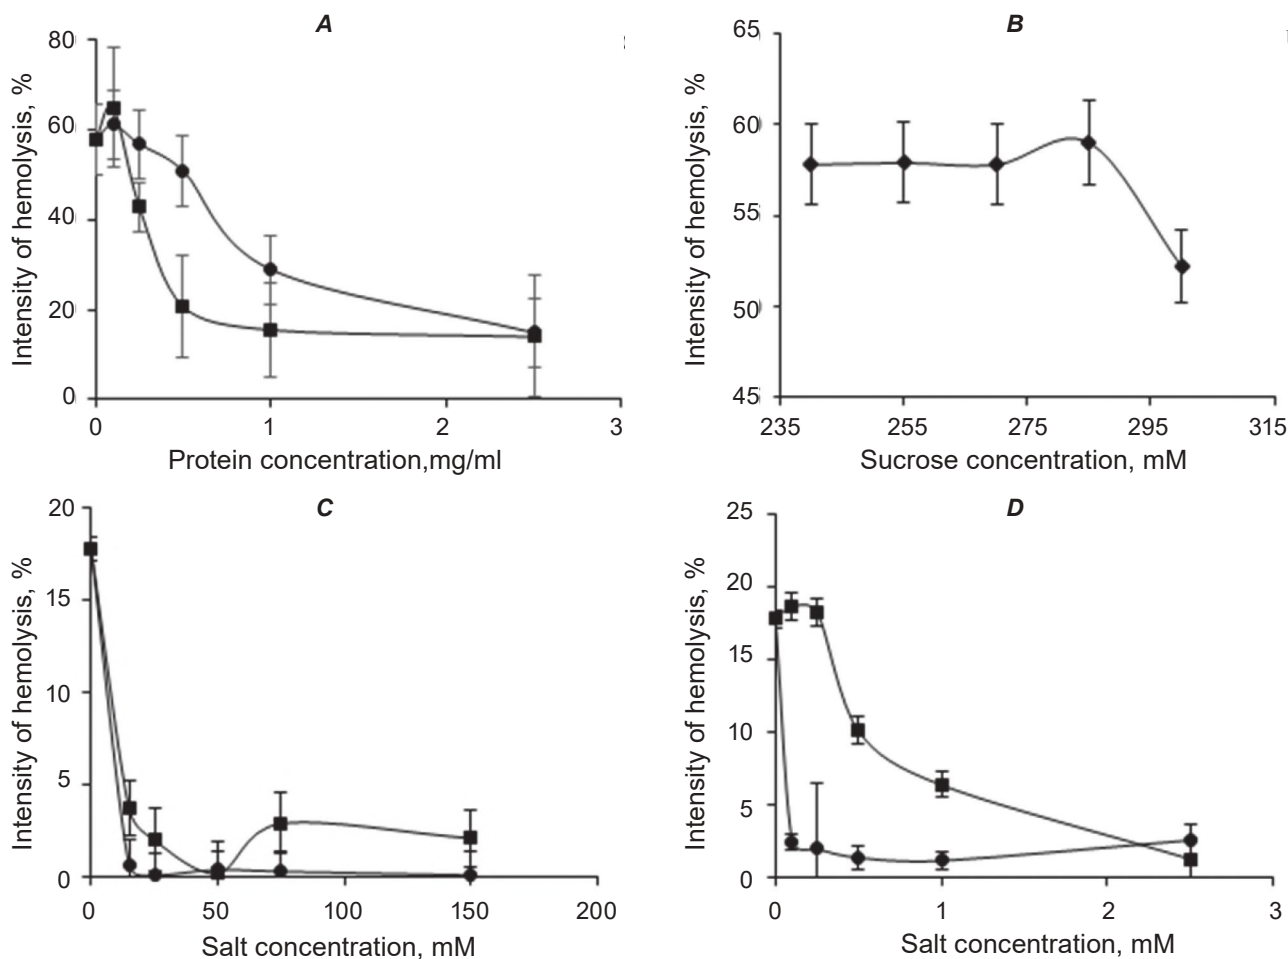 A
Intensity of hemolysis, %
80
60
40
20
0
0 1 2 3
Protein concentration,mg/ml
B
Intensity of hemolysis, %
65
60
55
50
45
235 255 275 295 315
Sucrose concentration, mM
C
Intensity of hemolysis, %
20
15
10
5
0
0 50 100 150 200
Salt concentration, mM
D
Intensity of hemolysis, %
25
20
15
10
5
0
0 1 2 3
Salt concentration, mM